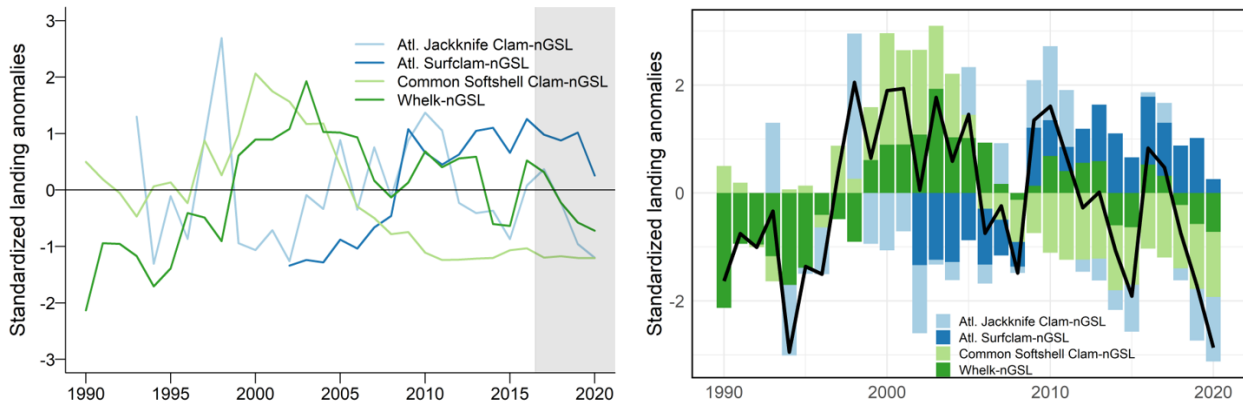 Standardized landing anomalies
3
2
1
0
-1
-2
-3
Atl. Jackknife Clam-nGSL
Atl. Surfclam-nGSL
Common Softshell Clam-nGSL
Whelk-nGSL
1990 1995 2000 2005 2010 2015 2020
Standardized landing anomalies
2
0
-2
Atl. Jackknife Clam-nGSL
Atl. Surfclam-nGSL
Common Softshell Clam-nGSL
Whelk-nGSL
1990 2000 2010 2020